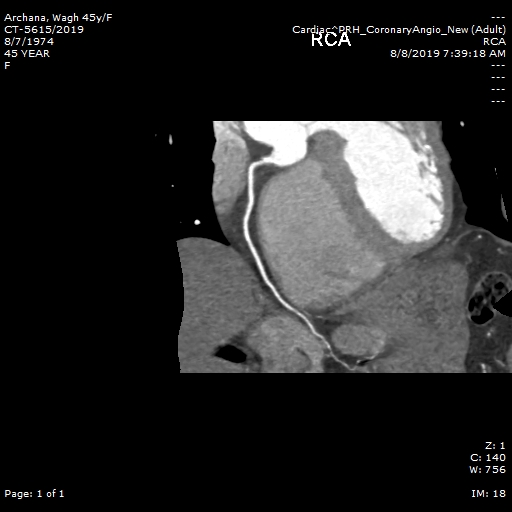 Archana, Wagh 45y/F
CT-5615/2019
8/7/1974
45 YEAR
F
---
Cardiac^PRH_CoronaryAngio_New (Adult)
RCA
RCA
8/8/2019 7:39:18 AM
---
---
---
Z: 1
C: 140
W: 756
Page: 1 of 1
IM: 18